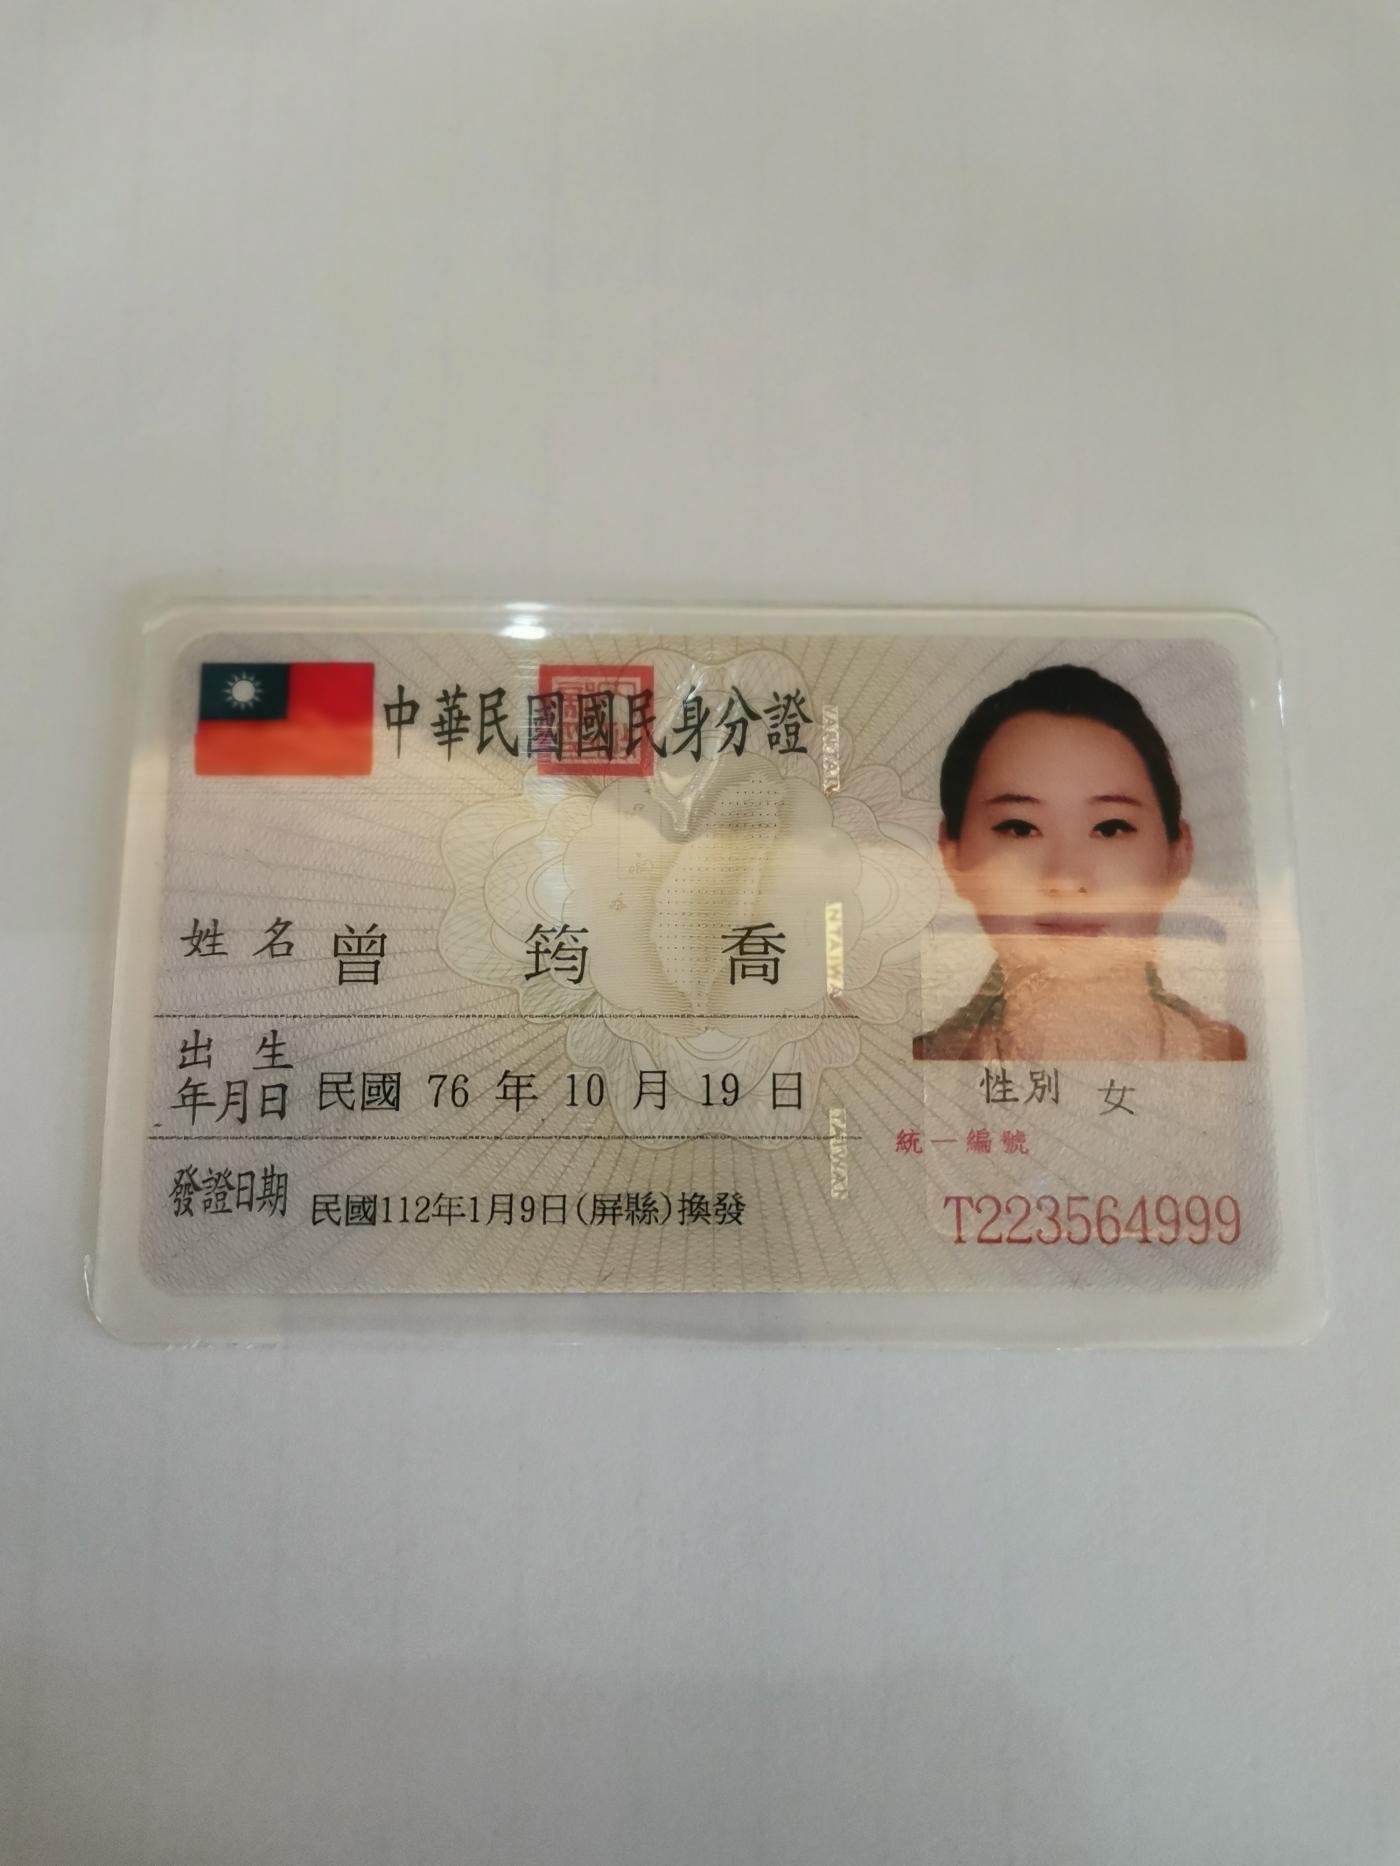 中華民國國民身分證
姓名 曾筠喬
出生年月日 民國 76 年 10 月 19 日
發證日期 民國112年1月9日(屏縣)換發
性別 女
統一編號
T223564999
TAIWAN